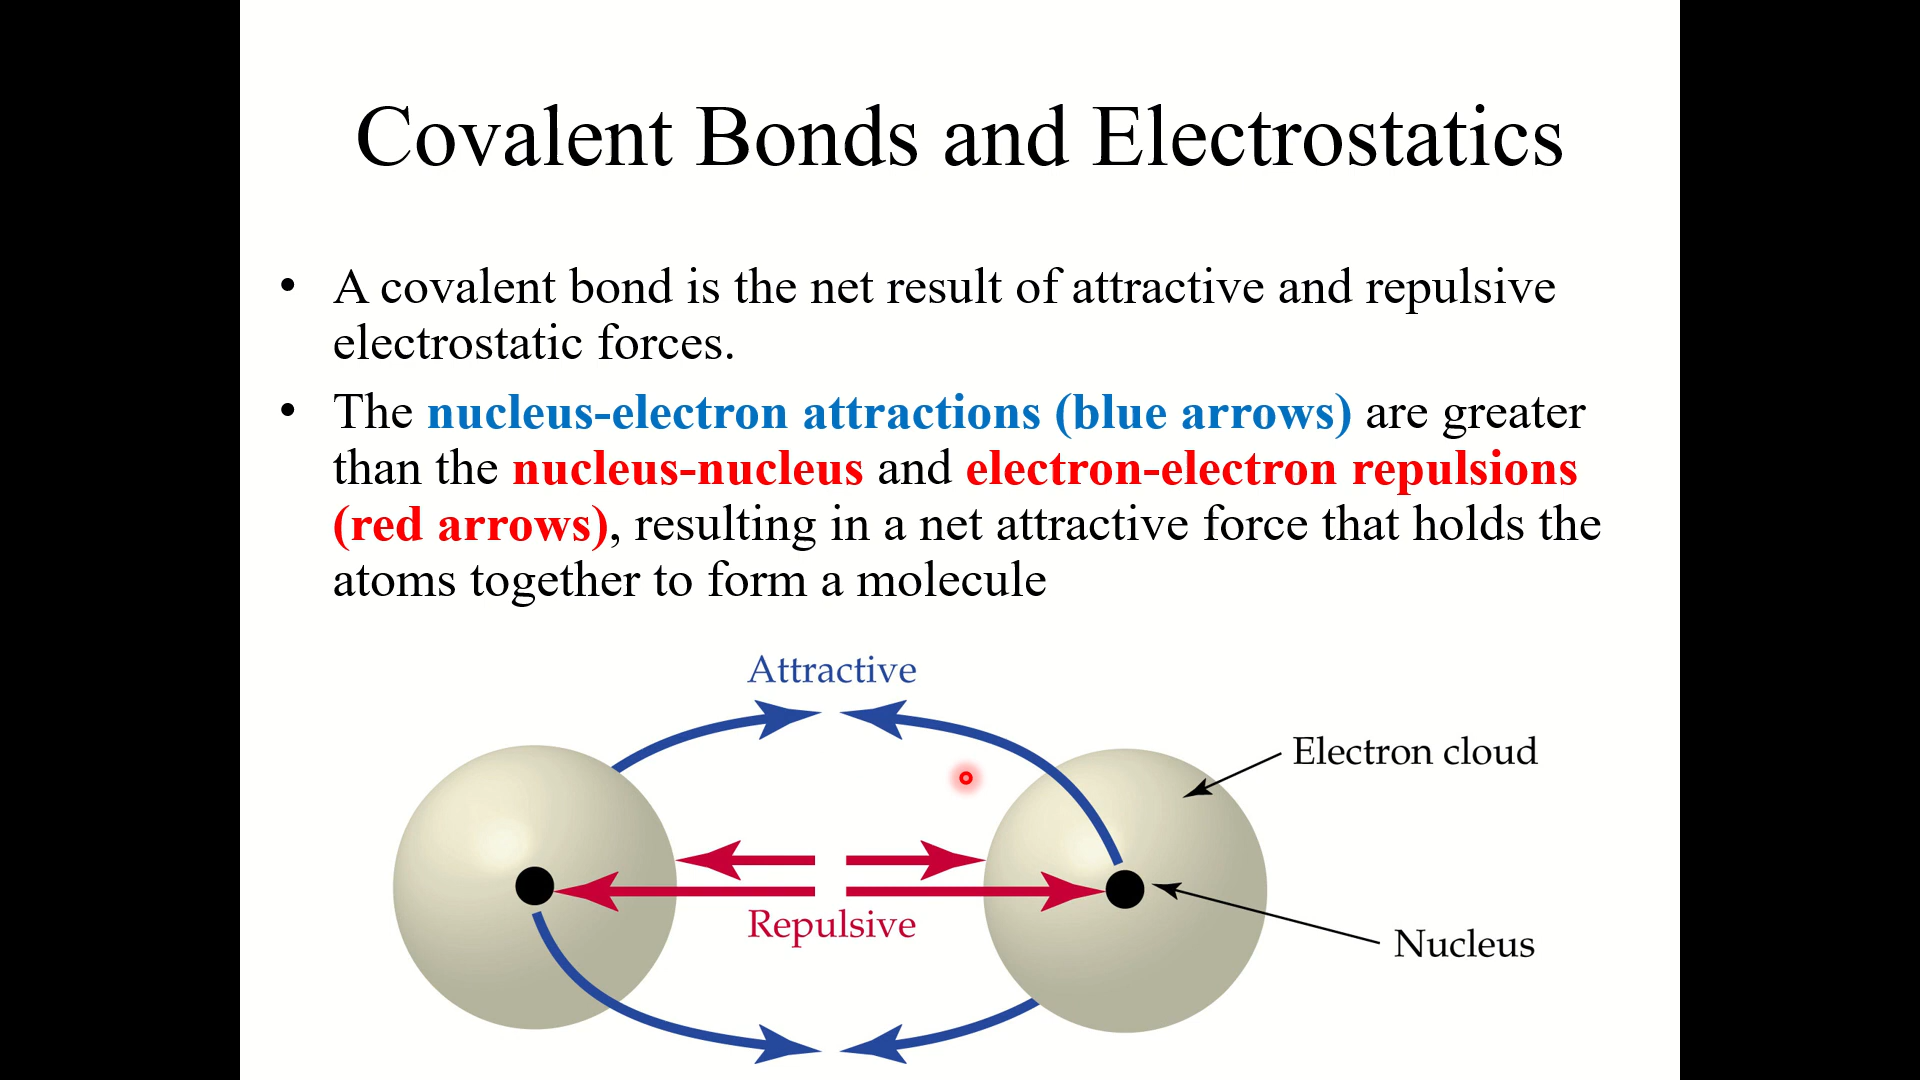 Covalent Bonds and Electrostatics
• A covalent bond is the net result of attractive and repulsive
electrostatic forces.
• The nucleus-electron attractions (blue arrows) are greater
than the nucleus-nucleus and electron-electron repulsions
(red arrows), resulting in a net attractive force that holds the
atoms together to form a molecule
Attractive
Electron cloud
Repulsive
Nucleus